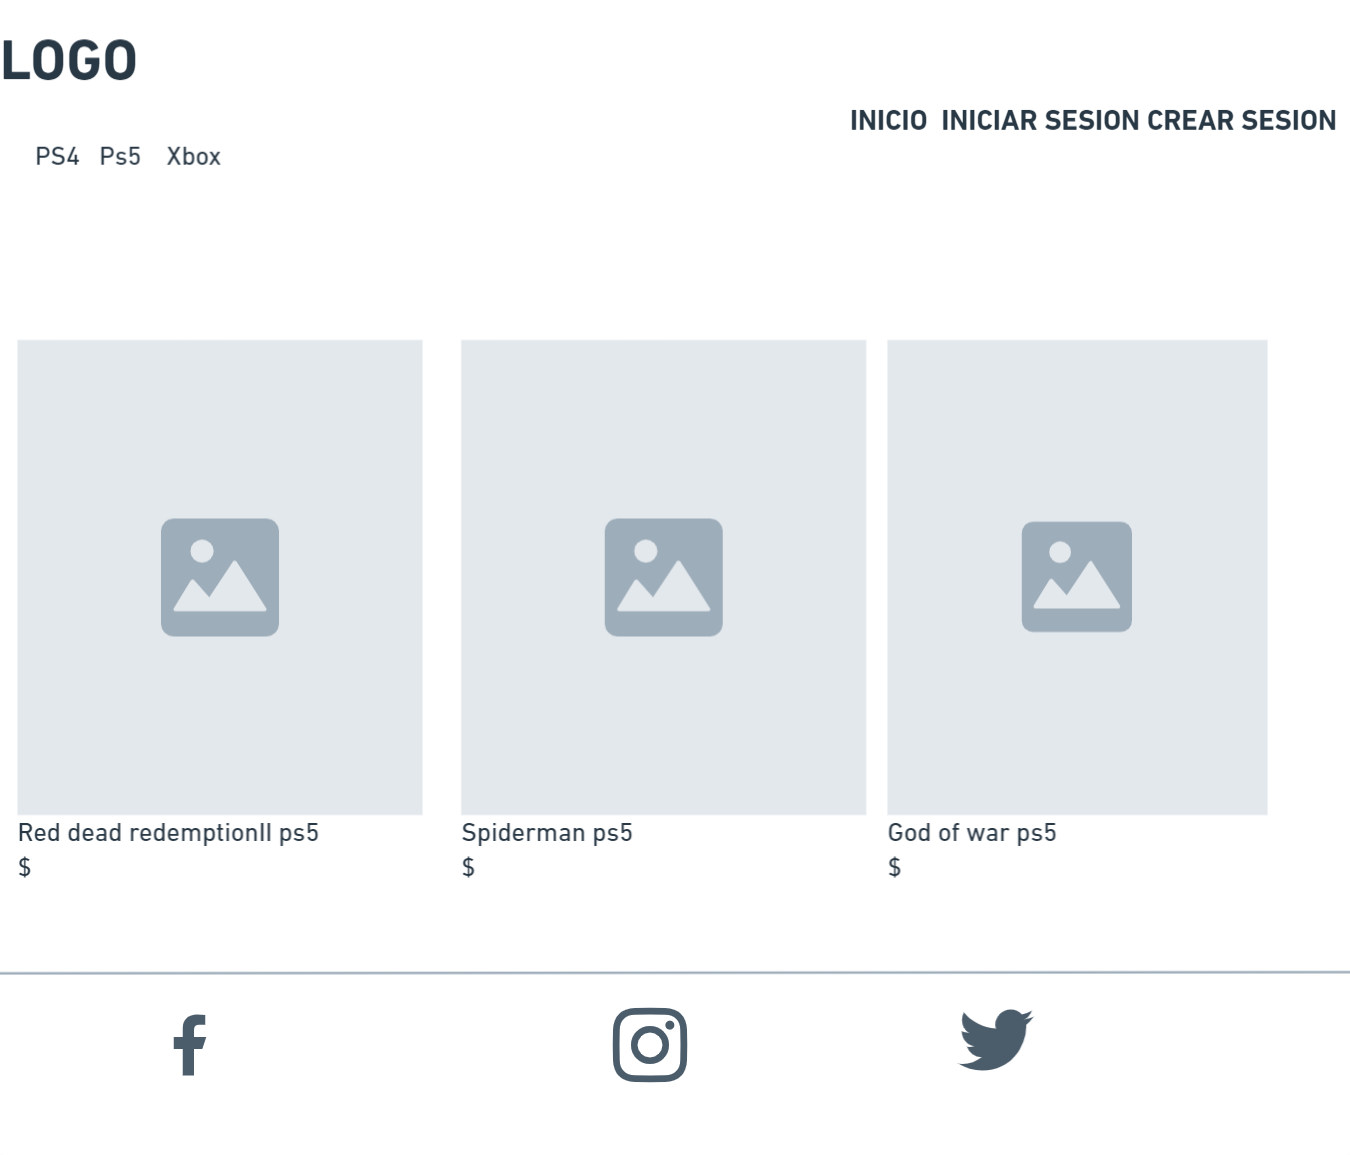 LOGO
INICIO INICIAR SESION CREAR SESION
PS4 Ps5 Xbox
Red dead redemptionII ps5
$
Spiderman ps5
$
God of war ps5
$